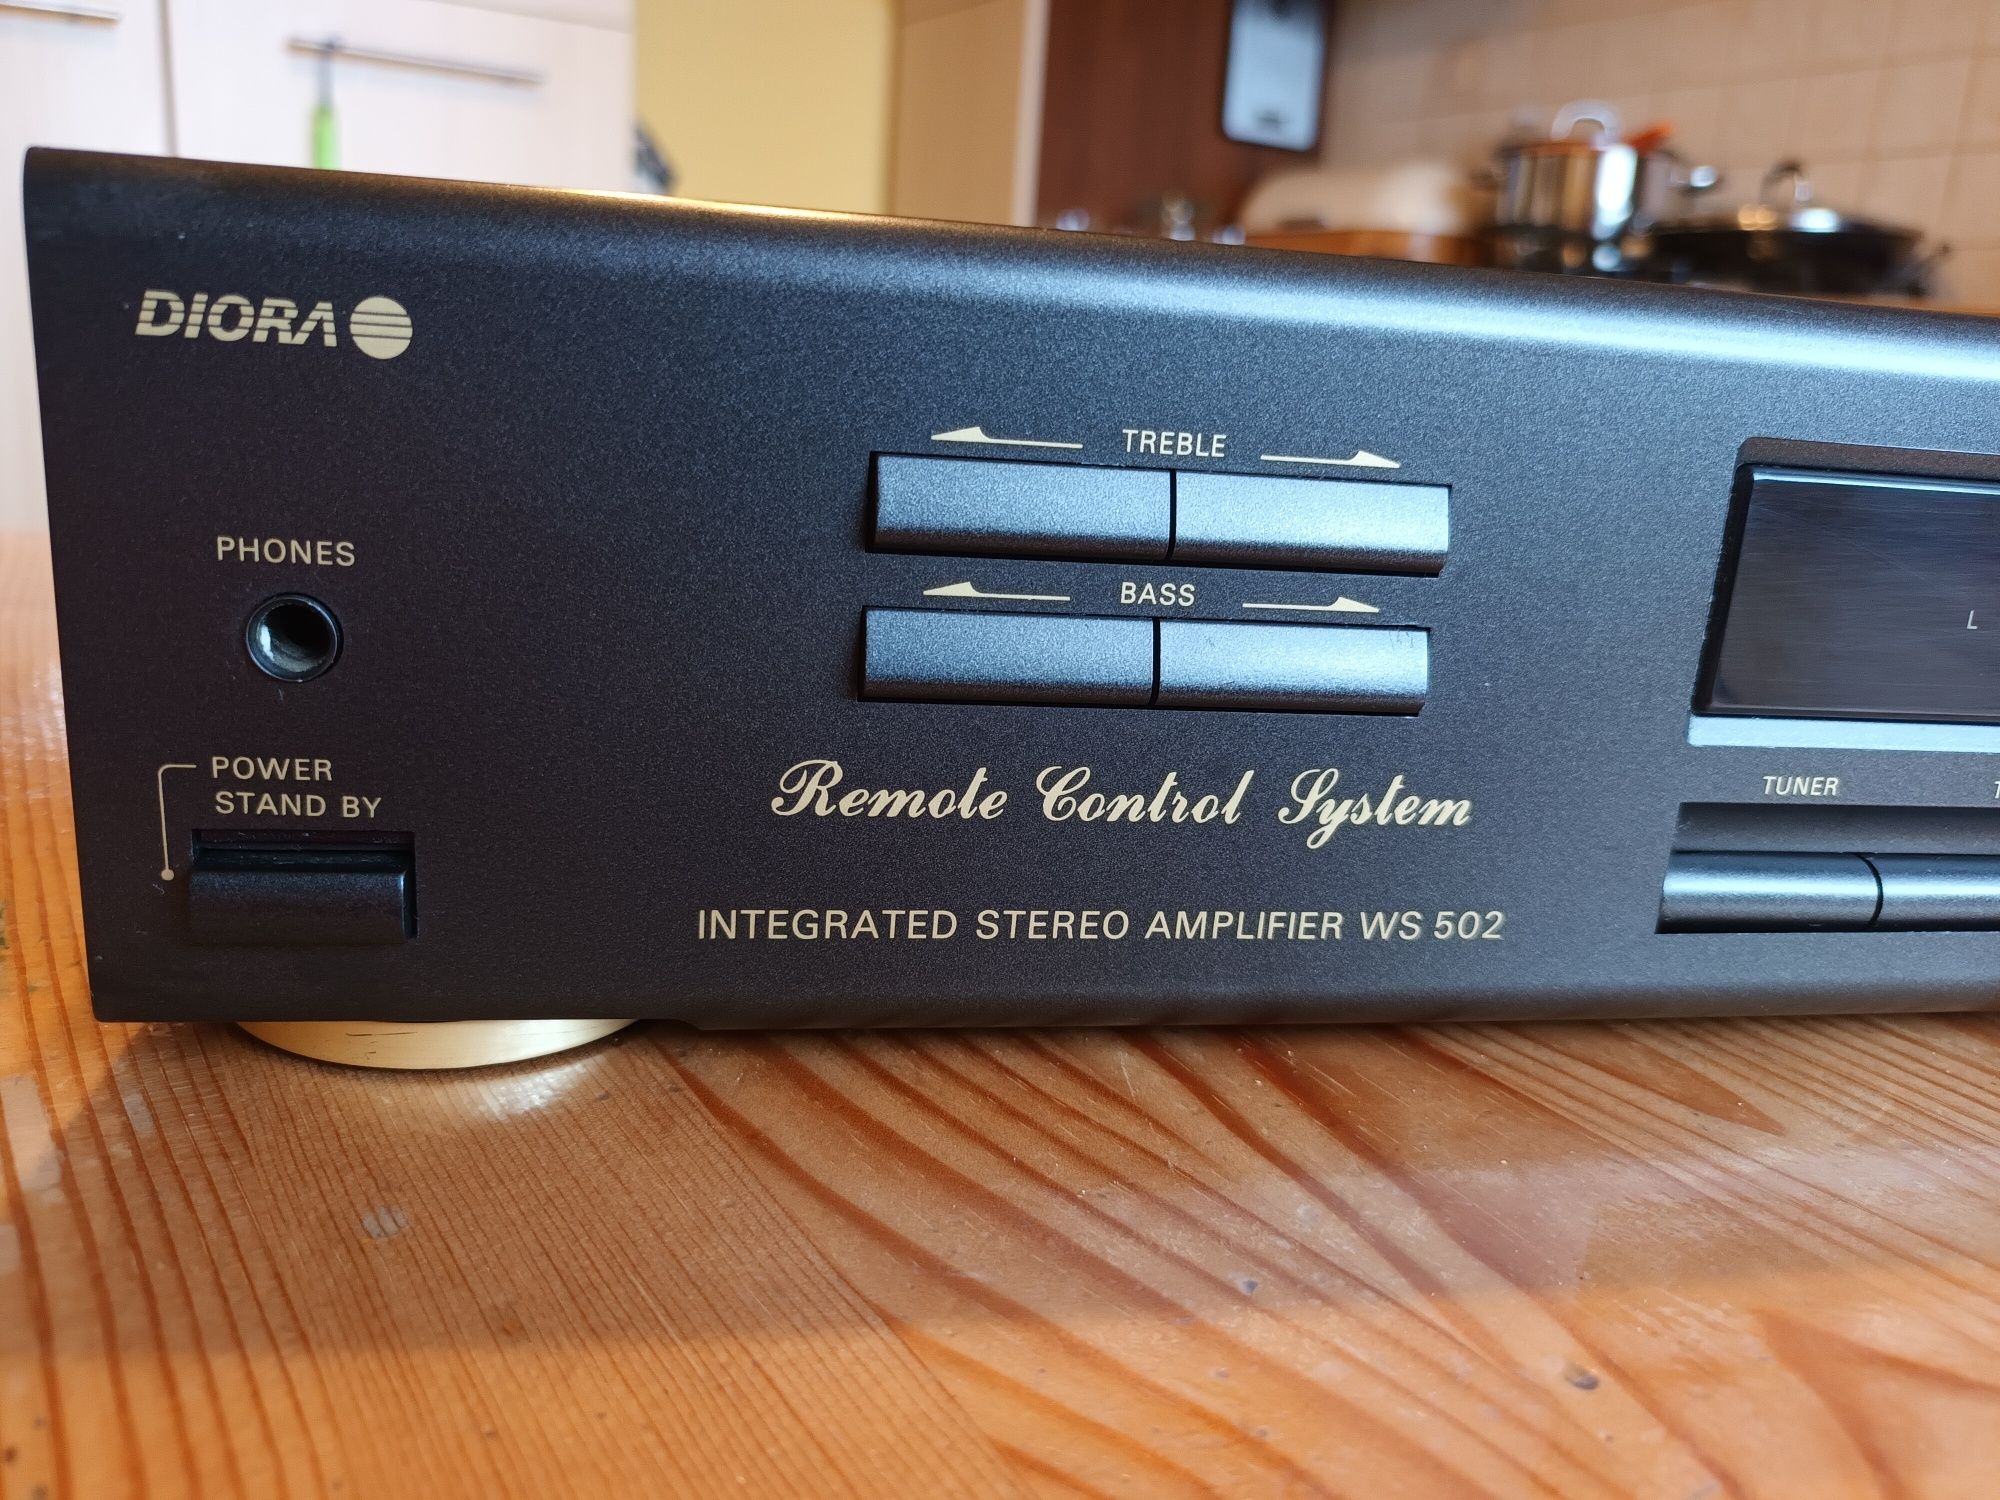 DIORA
TREBLE
PHONES
BASS
L
POWER
STAND BY
Remote Control System
TUNER
INTEGRATED STEREO AMPLIFIER WS 502